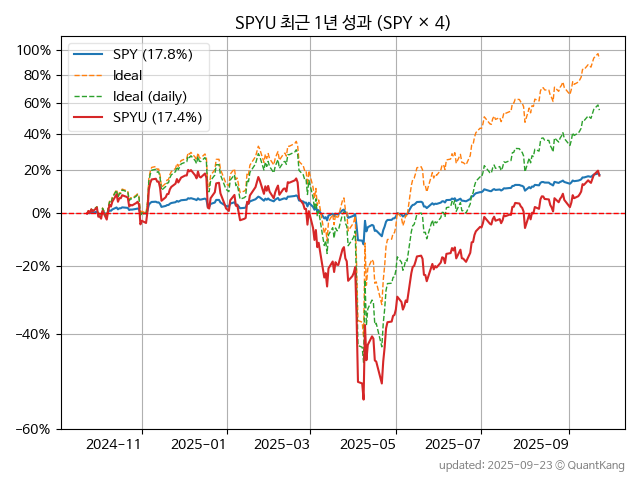 SPYU 최근 1년 성과 (SPY × 4)
100%
80%
60%
40%
20%
0%
−20%
−40%
−60%
SPY (17.8%)
Ideal
Ideal (daily)
SPYU (17.4%)
2024-11
2025-01
2025-03
2025-05
2025-07
2025-09
updated: 2025-09-23 ⓒ QuantKang